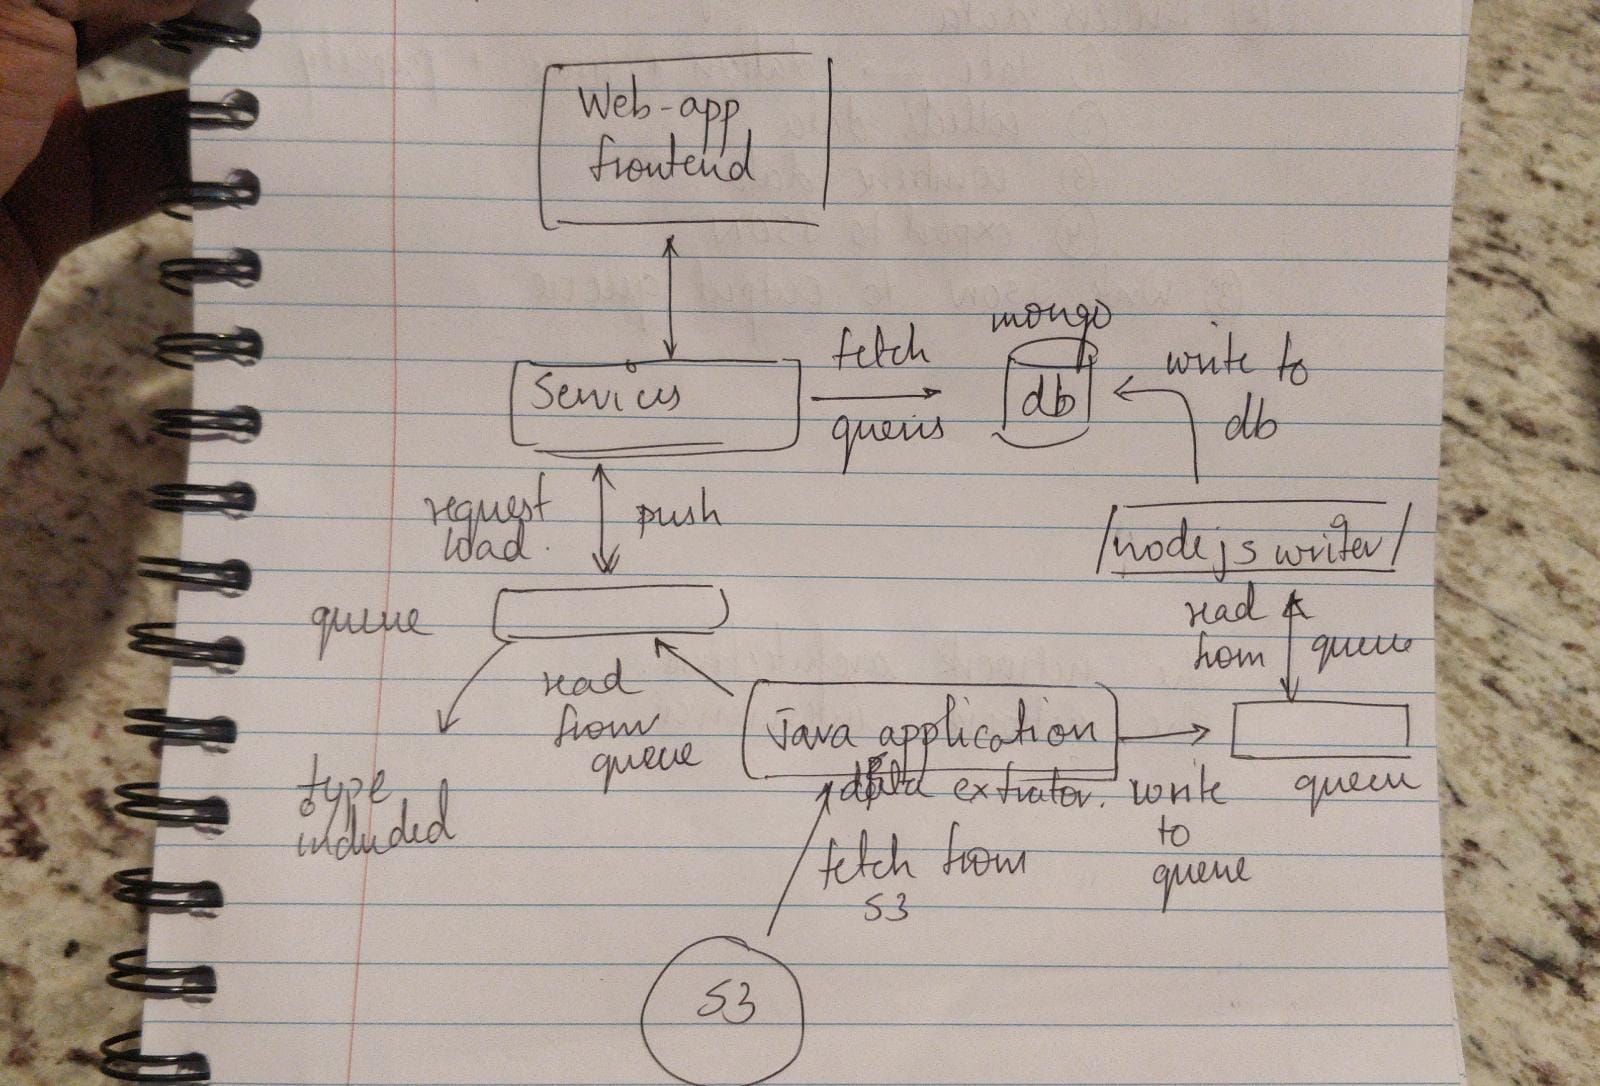 Web-app
frontend
mongo
fetch
queries
db
write to
db
Services
request
load.
push
nodejs writer
read
from
queue
queue
read
from
queue
Java application
data extrator.
write
to
queue
queue
type
included
fetch from
S3
S3